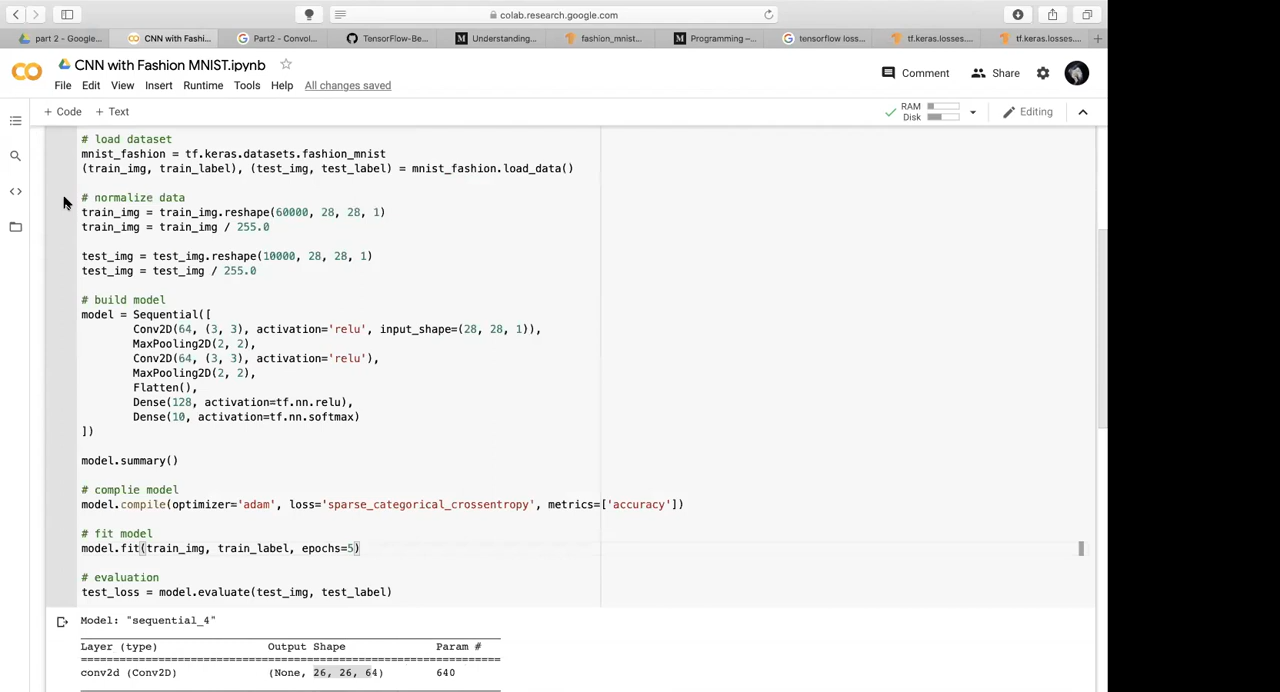 colab.research.google.com
part 2 - Google...
CNN with Fashi...
Part2 - Convol...
TensorFlow-Be...
Understanding...
fashion_mnist...
Programming –...
tensorflow loss...
tf.keras.losses....
tf.keras.losses....
CNN with Fashion MNIST.ipynb
Comment
Share
File Edit View Insert Runtime Tools Help All changes saved
+ Code + Text
RAM
Disk
Editing
# load dataset
mnist_fashion = tf.keras.datasets.fashion_mnist
(train_img, train_label), (test_img, test_label) = mnist_fashion.load_data()
# normalize data
train_img = train_img.reshape(60000, 28, 28, 1)
train_img = train_img / 255.0
test_img = test_img.reshape(10000, 28, 28, 1)
test_img = test_img / 255.0
# build model
model = Sequential([
Conv2D(64, (3, 3), activation='relu', input_shape=(28, 28, 1)),
MaxPooling2D(2, 2),
Conv2D(64, (3, 3), activation='relu'),
MaxPooling2D(2, 2),
Flatten(),
Dense(128, activation=tf.nn.relu),
Dense(10, activation=tf.nn.softmax)
])
model.summary()
# complie model
model.compile(optimizer='adam', loss='sparse_categorical_crossentropy', metrics=['accuracy'])
# fit model
model.fit(train_img, train_label, epochs=5)
# evaluation
test_loss = model.evaluate(test_img, test_label)
Model: "sequential_4"
Layer (type) Output Shape Param #
conv2d (Conv2D) (None, 26, 26, 64) 640